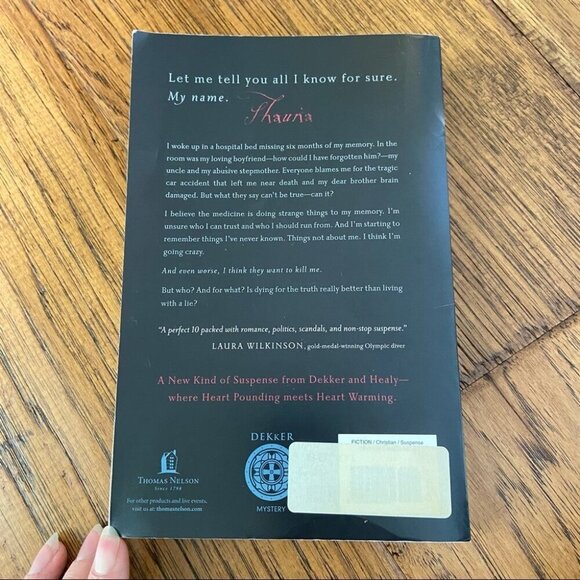 Let me tell you all I know for sure.
My name.
Shauna
I woke up in a hospital bed missing six months of my memory. In the
room was my loving boyfriend—how could I have forgotten him?—my
uncle and my abusive stepmother. Everyone blames me for the tragic
car accident that left me near death and my dear brother brain
damaged. But what they say can't be true—can it?
I believe the medicine is doing strange things to my memory. I'm
unsure who I can trust and who I should run from. And I'm starting to
remember things I've never known. Things not about me. I think I'm
going crazy.
And even worse, I think they want to kill me.
But who? And for what? Is dying for the truth really better than living
with a lie?
"A perfect 10 packed with romance, politics, scandals, and non-stop suspense."
LAURA WILKINSON, gold-medal-winning Olympic diver
A New Kind of Suspense from Dekker and Healy—
where Heart Pounding meets Heart Warming.
DEKKER
MYSTERY
FICTION / Christian / Suspense
THOMAS NELSON
SINCE 1798
For other products and live events,
visit us at: thomasnelson.com